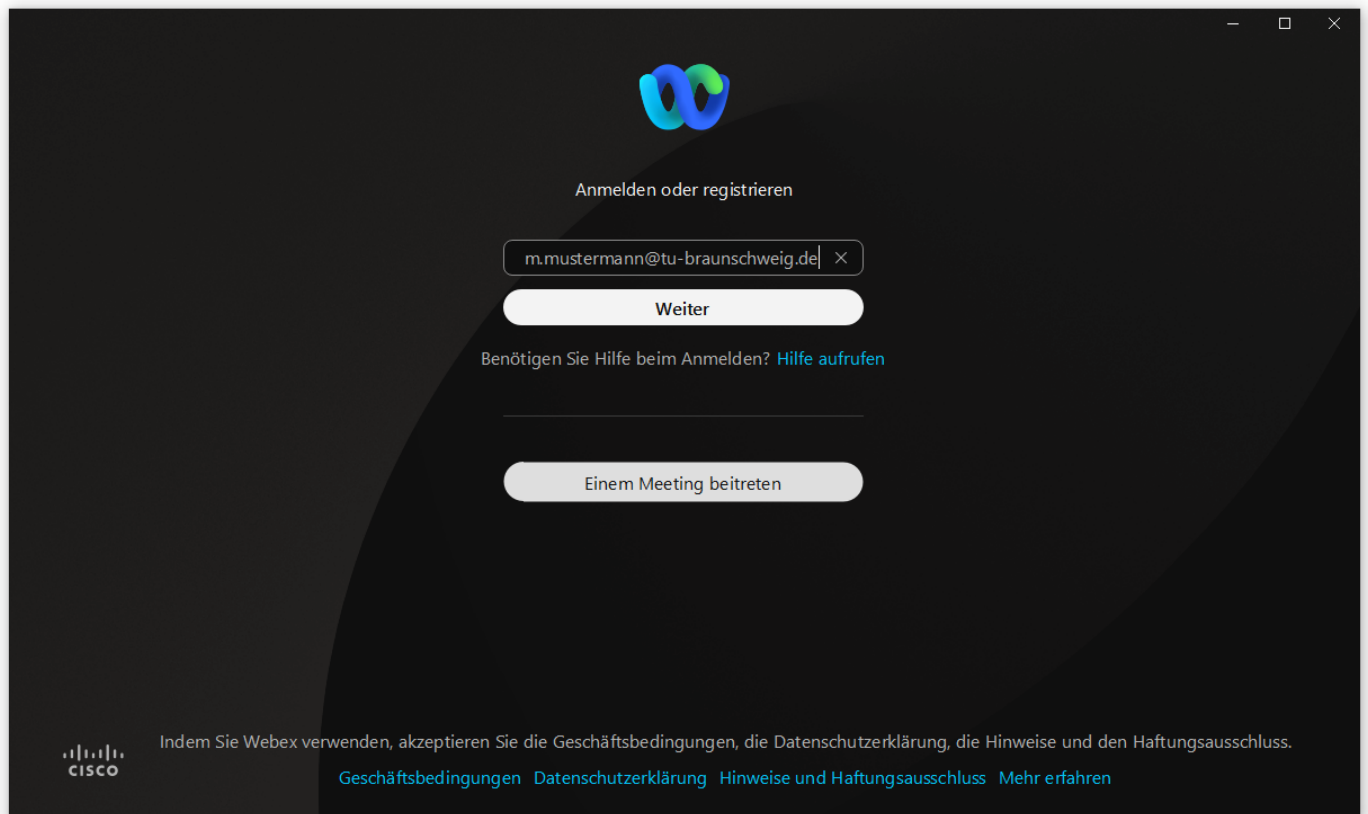 Anmelden oder registrieren
m.mustermann@tu-braunschweig.de
Weiter
Benötigen Sie Hilfe beim Anmelden? Hilfe aufrufen
Einem Meeting beitreten
Indem Sie Webex verwenden, akzeptieren Sie die Geschäftsbedingungen, die Datenschutzerklärung, die Hinweise und den Haftungsausschluss.
CISCO
Geschäftsbedingungen Datenschutzerklärung Hinweise und Haftungsausschluss Mehr erfahren